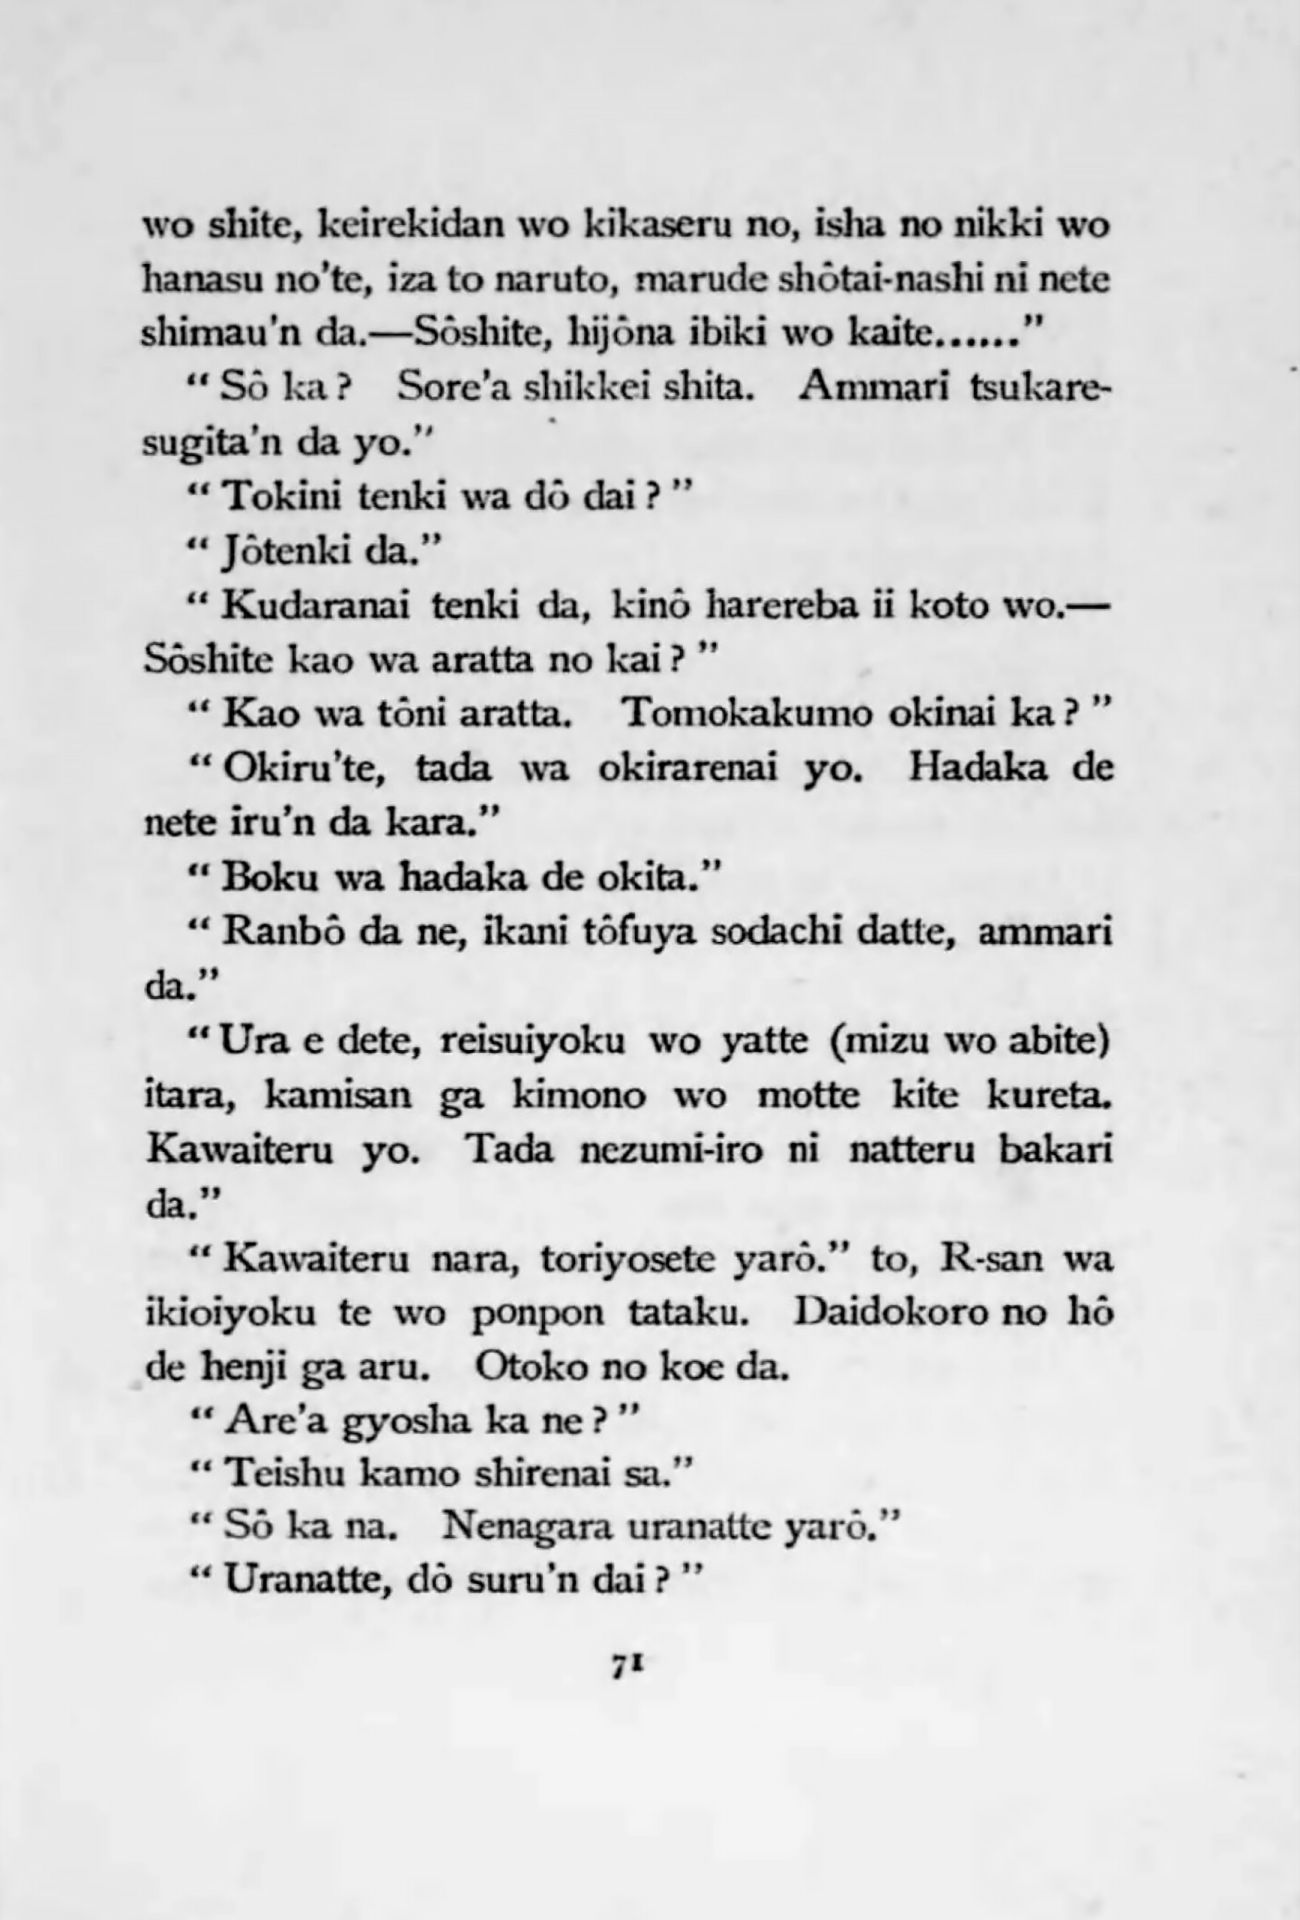 wo shite, keirekidan wo kikaseru no, isha no nikki wo
hanasu no’te, iza to naruto, marude shôtai-nashi ni nete
shimau’n da.—Sôshite, hijôna ibiki wo kaite......”
“ Sô ka ? Sore’a shikkei shita. Ammari tsukare-
sugita’n da yo.”
“ Tokini tenki wa dô dai ? ”
“ Jôtenki da.”
“ Kudaranai tenki da, kinô harereba ii koto wo.—
Sôshite kao wa aratta no kai ? ”
“ Kao wa tôni aratta. Tomokakumo okinai ka ? ”
“ Okiru’te, tada wa okirarenai yo. Hadaka de
nete iru’n da kara.”
“ Boku wa hadaka de okita.”
“ Ranbô da ne, ikani tôfuya sodachi datte, ammari
da.”
“ Ura e dete, reisuiyoku wo yatte (mizu wo abite)
itara, kamisan ga kimono wo motte kite kureta.
Kawaiteru yo. Tada nezumi-iro ni natteru bakari
da.”
“ Kawaiteru nara, toriyosete yarô.” to, R-san wa
ikioiyoku te wo ponpon tataku. Daidokoro no hô
de henji ga aru. Otoko no koe da.
“ Are’a gyosha ka ne ? ”
“ Teishu kamo shirenai sa.”
“ Sô ka na. Nenagara uranatte yarô.”
“ Uranatte, dô suru’n dai ? ”
71